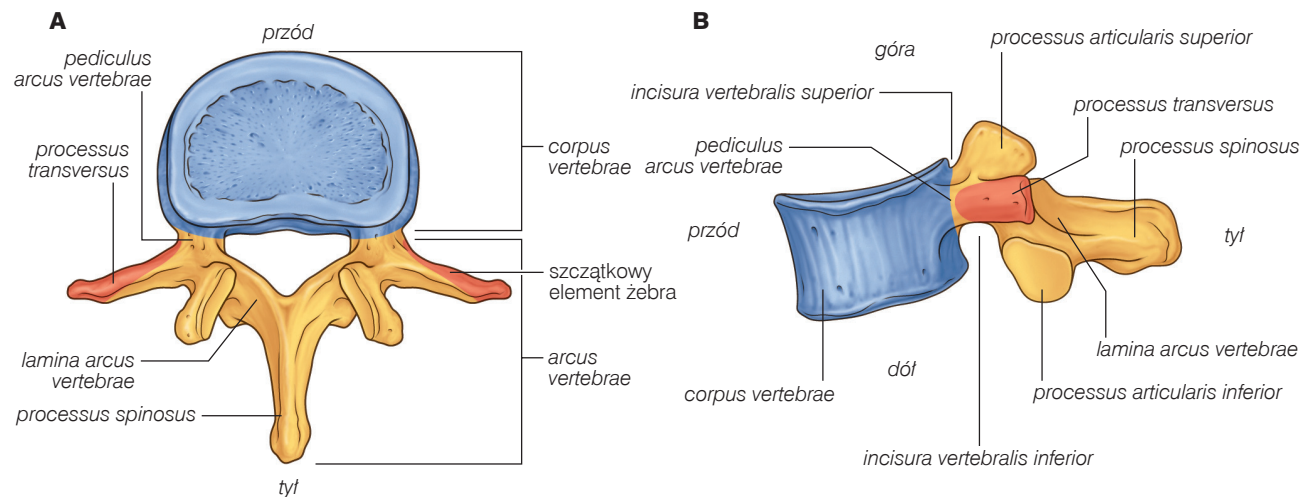 A
przód
pediculus
arcus vertebrae
processus
transversus
corpus
vertebrae
szczątkowy
element żebra
lamina arcus
vertebrae
arcus
vertebrae
processus spinosus
tył
B
góra
processus articularis superior
incisura vertebralis superior
processus transversus
pediculus
arcus vertebrae
processus spinosus
przód
tył
lamina arcus vertebrae
dół
corpus vertebrae
processus articularis inferior
incisura vertebralis inferior